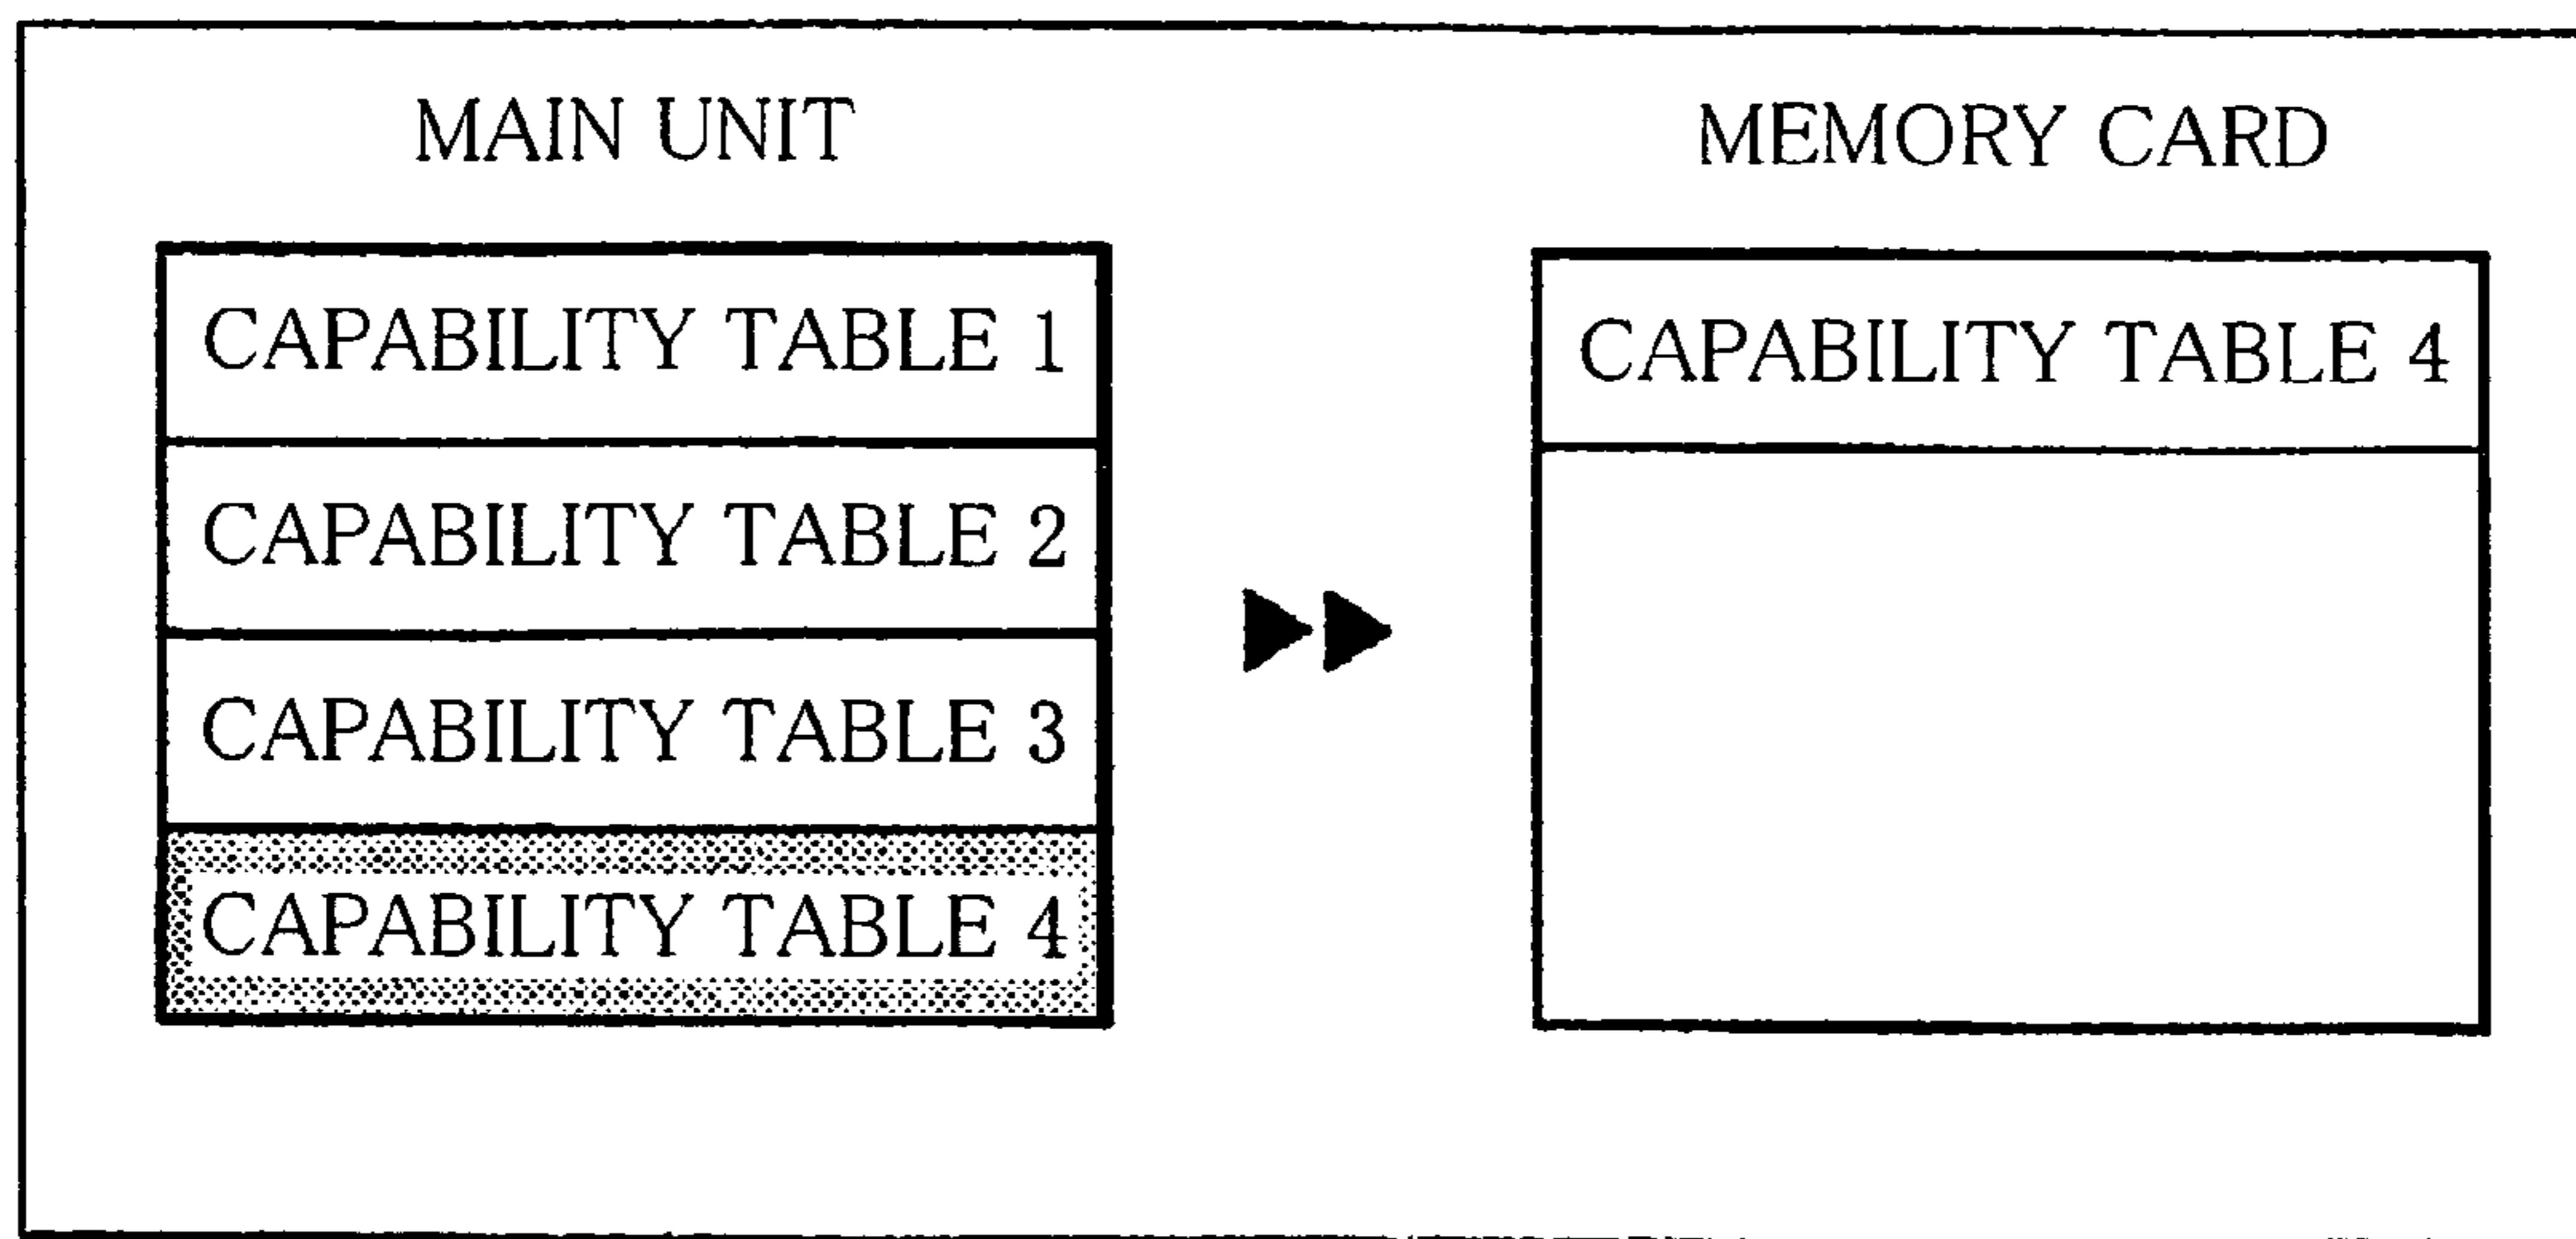 MAIN UNIT
CAPABILITY TABLE 1
CAPABILITY TABLE 2
CAPABILITY TABLE 3
CAPABILITY TABLE 4
MEMORY CARD
CAPABILITY TABLE 4